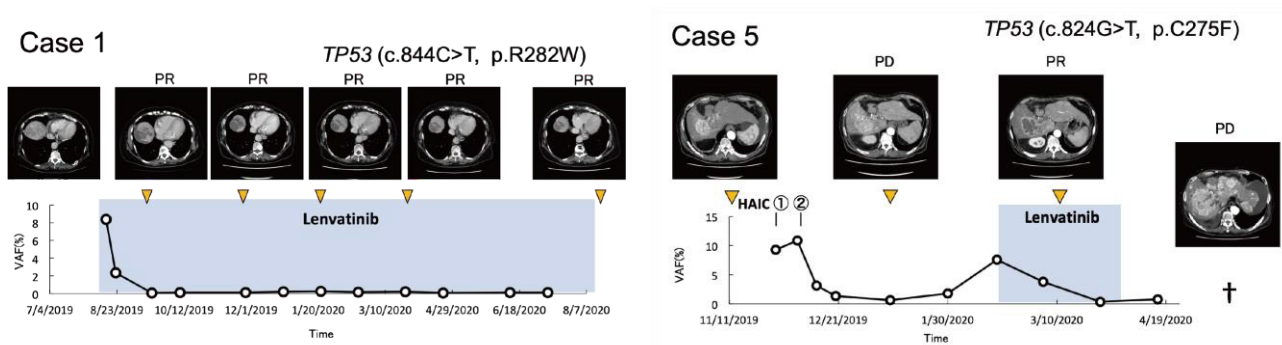 Case 1
TP53 (c.844C>T, p.R282W)
PR PR PR PR PR
Lenvatinib
VAF(%)
10
8
6
4
2
0
7/4/2019 8/23/2019 10/12/2019 12/1/2019 1/20/2020 3/10/2020 4/29/2020 6/18/2020 8/7/2020
Time
Case 5
TP53 (c.824G>T, p.C275F)
PD PR
PD
HAIC ① ②
Lenvatinib
VAF(%)
15
10
5
0
11/11/2019 12/21/2019 1/30/2020 3/10/2020 4/19/2020
Time
†